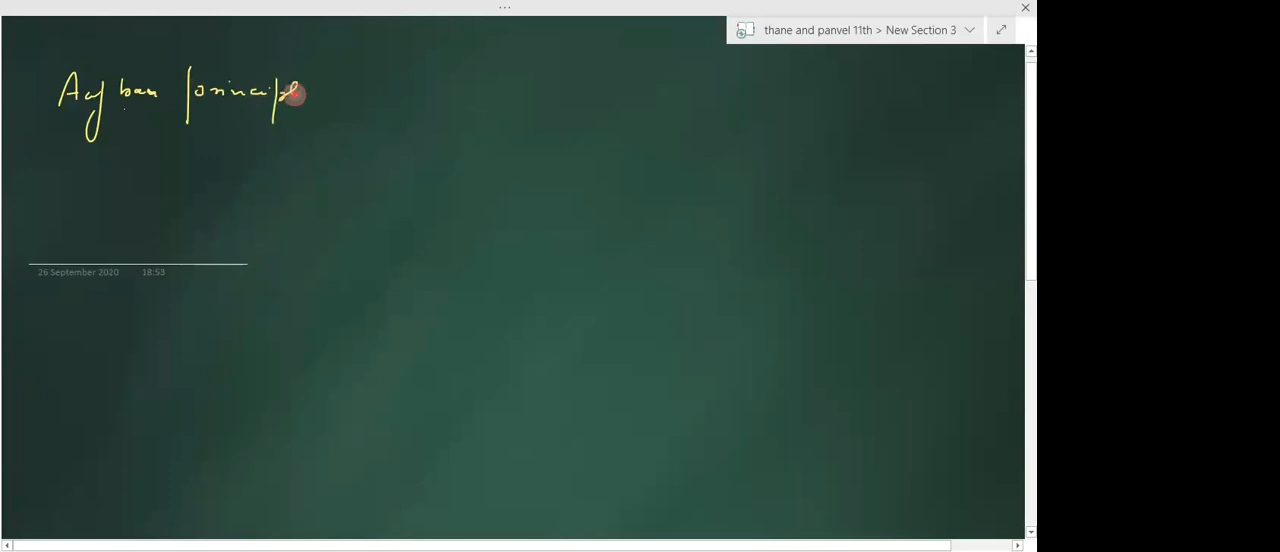 thane and panvel 11th > New Section 3
Aufbau principle
26 September 2020 18:53